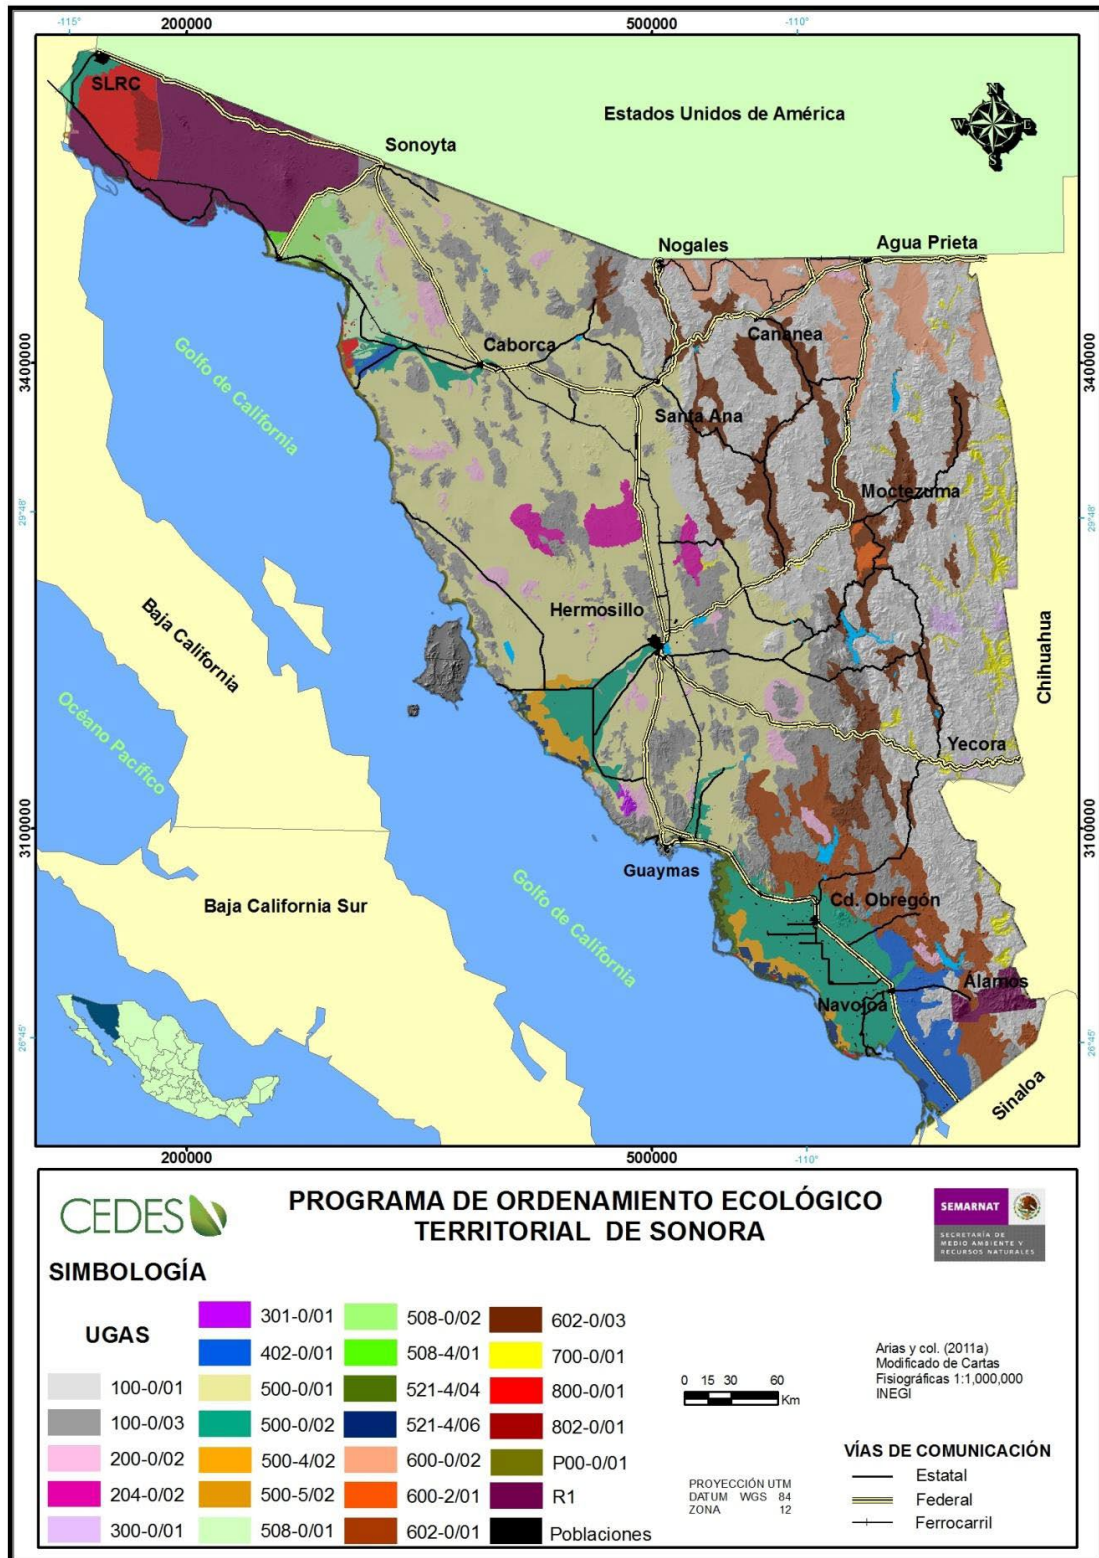 -115°
200000
500000
-110°
SLRC
Estados Unidos de América
N
W
E
S
Sonoyta
Nogales
Agua Prieta
Cananea
Caborca
3400000
3400000
Golfo de California
Santa Ana
Moctezuma
29°48'
29°48'
Hermosillo
Baja California
Chihuahua
Océano Pacífico
Yecora
3100000
3100000
Guaymas
Golfo de California
Cd. Obregón
Baja California Sur
Álamos
Navojoa
26°45'
26°45'
Sinaloa
200000
500000
-110°
CEDES
PROGRAMA DE ORDENAMIENTO ECOLÓGICO
TERRITORIAL DE SONORA
SEMARNAT
SECRETARÍA DE
MEDIO AMBIENTE Y
RECURSOS NATURALES
SIMBOLOGÍA
UGAS
100-0/01
100-0/03
200-0/02
204-0/02
300-0/01
301-0/01
402-0/01
500-0/01
500-0/02
500-4/02
500-5/02
508-0/01
508-0/02
508-4/01
521-4/04
521-4/06
600-0/02
600-2/01
602-0/01
602-0/03
700-0/01
800-0/01
802-0/01
P00-0/01
R1
Poblaciones
0 15 30 60
Km
Arias y col. (2011a)
Modificado de Cartas
Fisiográficas 1:1,000,000
INEGI
PROYECCIÓN UTM
DATUM WGS 84
ZONA 12
VÍAS DE COMUNICACIÓN
Estatal
Federal
Ferrocarril